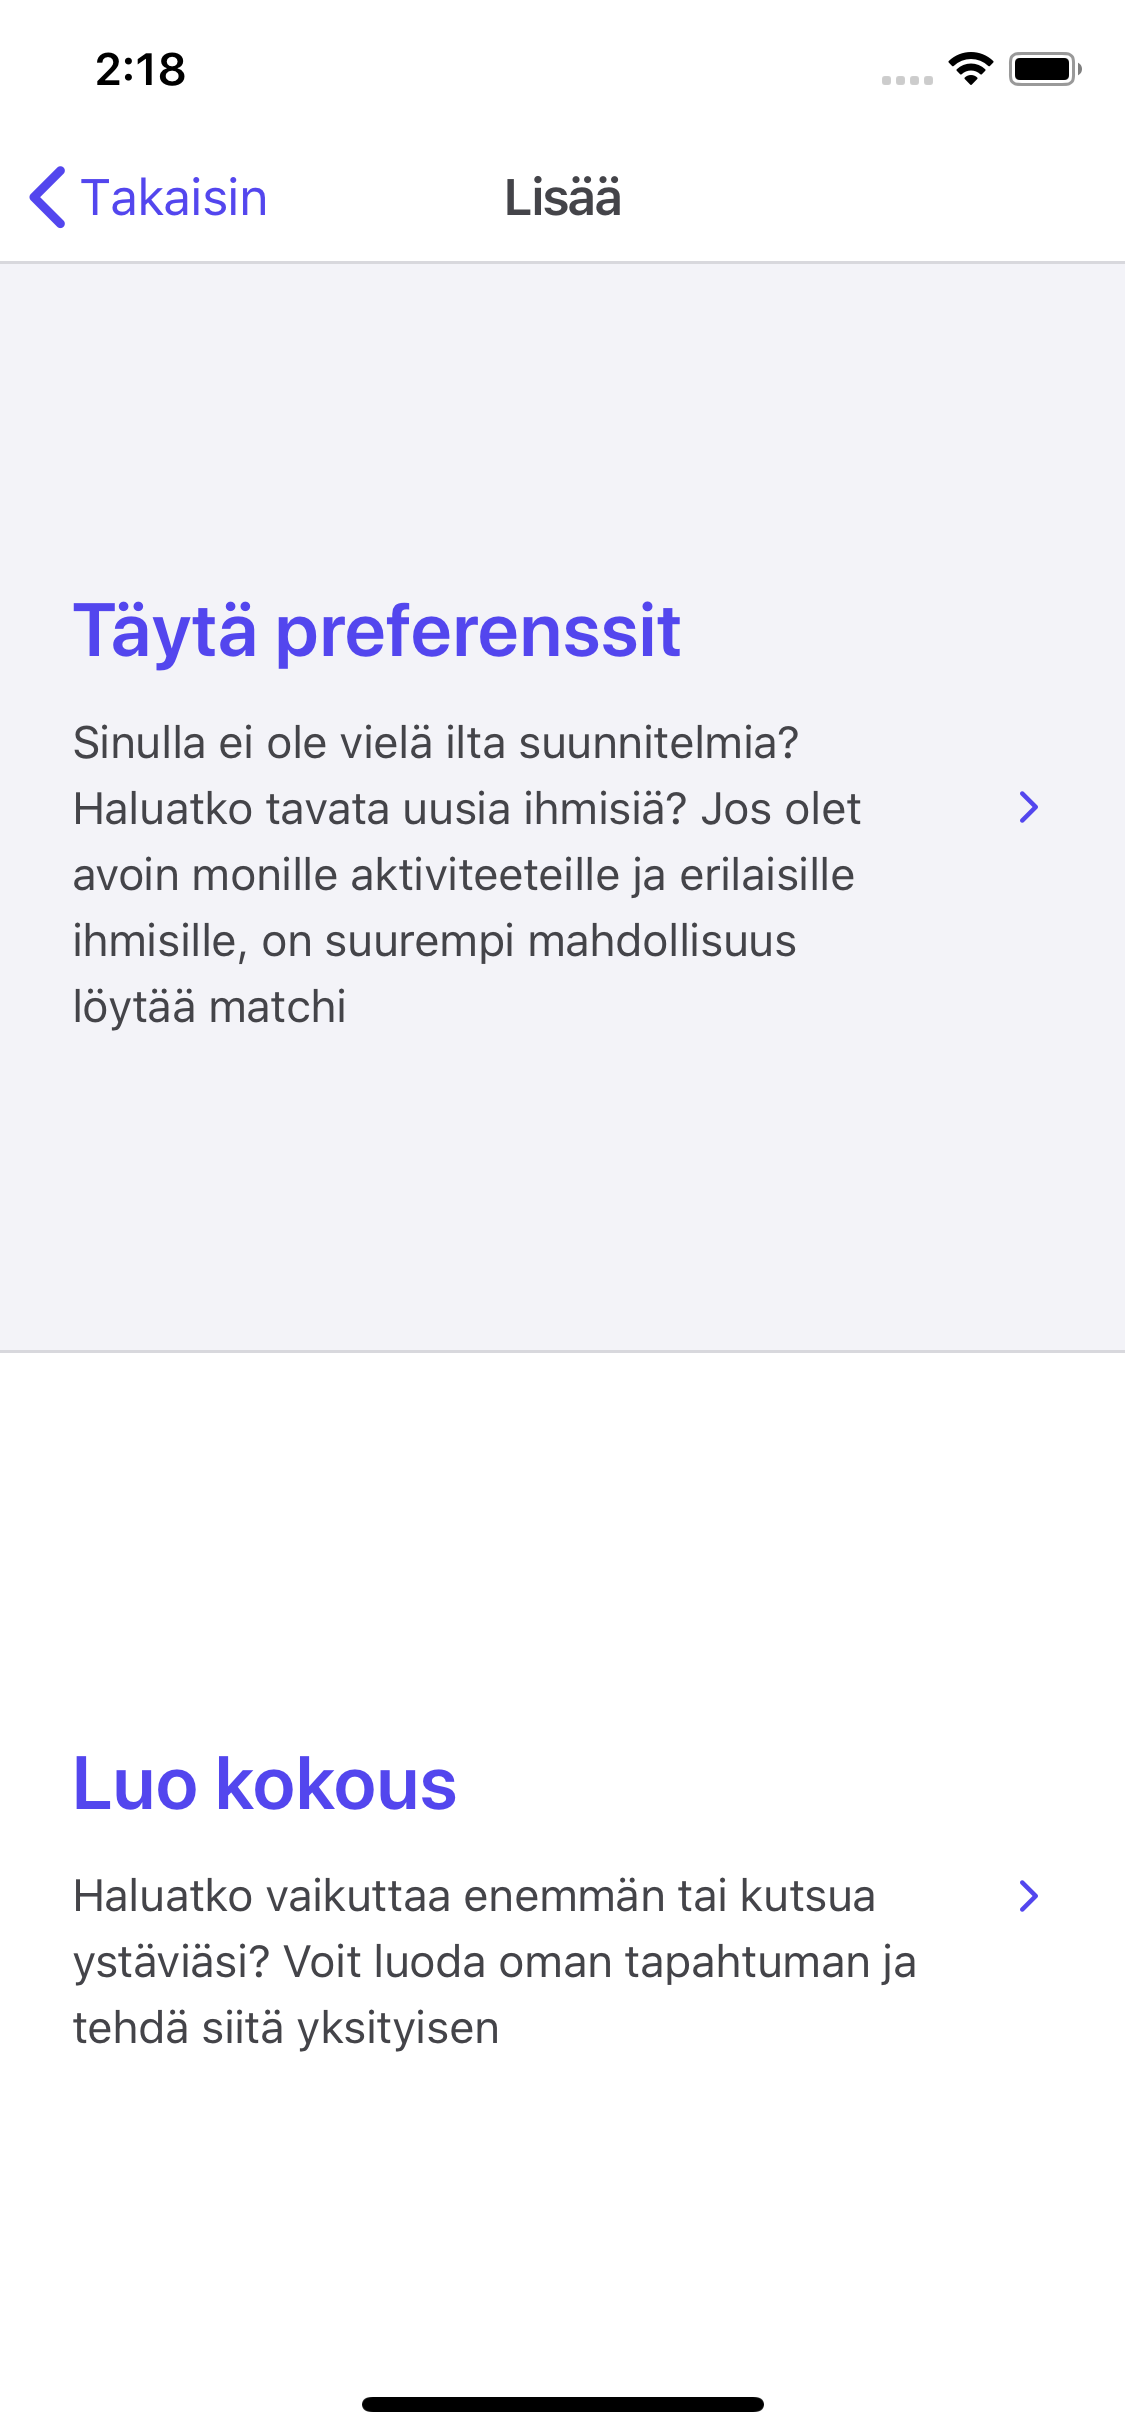 2:18
Takaisin
Lisää
Täytä preferenssit
Sinulla ei ole vielä ilta suunnitelmia?
Haluatko tavata uusia ihmisiä? Jos olet
avoin monille aktiviteeteille ja erilaisille
ihmisille, on suurempi mahdollisuus
löytää matchi
Luo kokous
Haluatko vaikuttaa enemmän tai kutsua
ystäviäsi? Voit luoda oman tapahtuman ja
tehdä siitä yksityisen